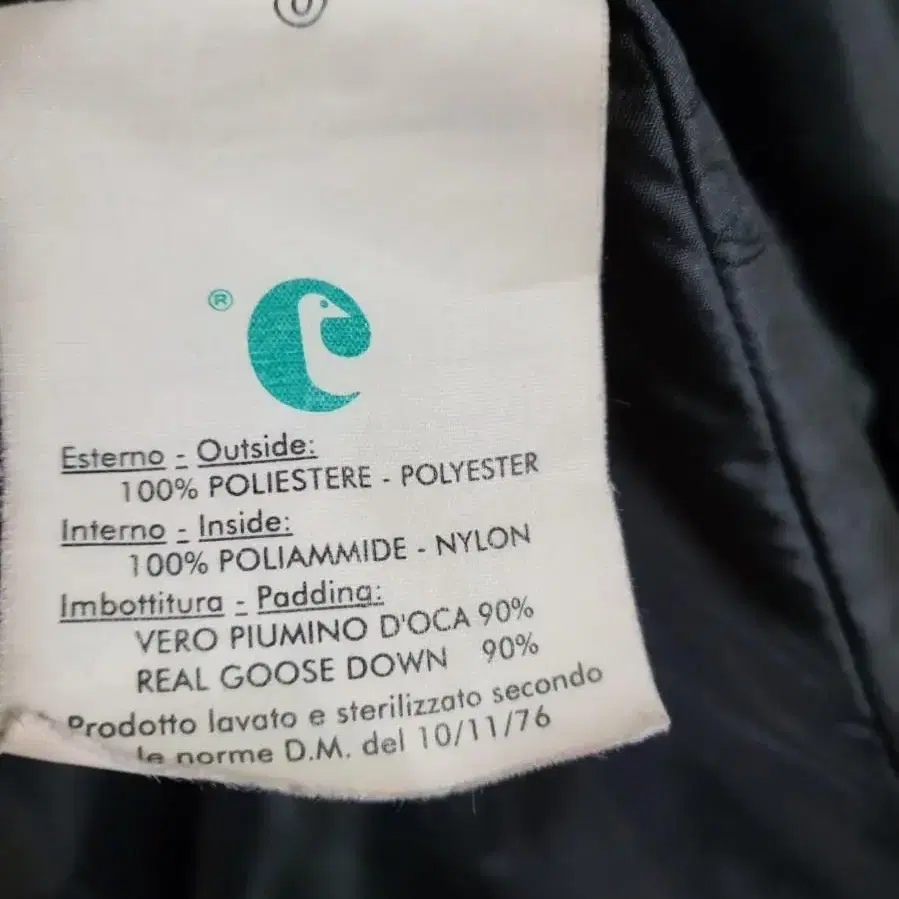 ®
Esterno - Outside:
100% POLIESTERE - POLYESTER
Interno - Inside:
100% POLIAMMIDE - NYLON
Imbottitura - Padding:
VERO PIUMINO D'OCA 90%
REAL GOOSE DOWN 90%
Prodotto lavato e sterilizzato secondo
le norme D.M. del 10/11/76